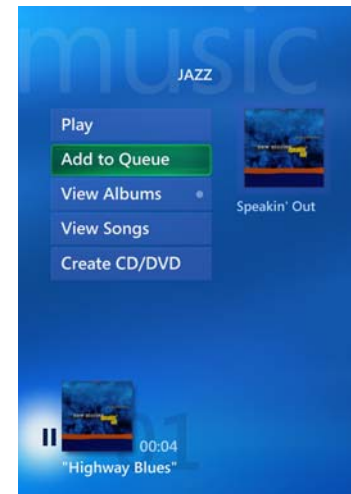 music
JAZZ
Play
Add to Queue
View Albums
View Songs
Create CD/DVD
Speakin' Out
01
00:04
"Highway Blues"